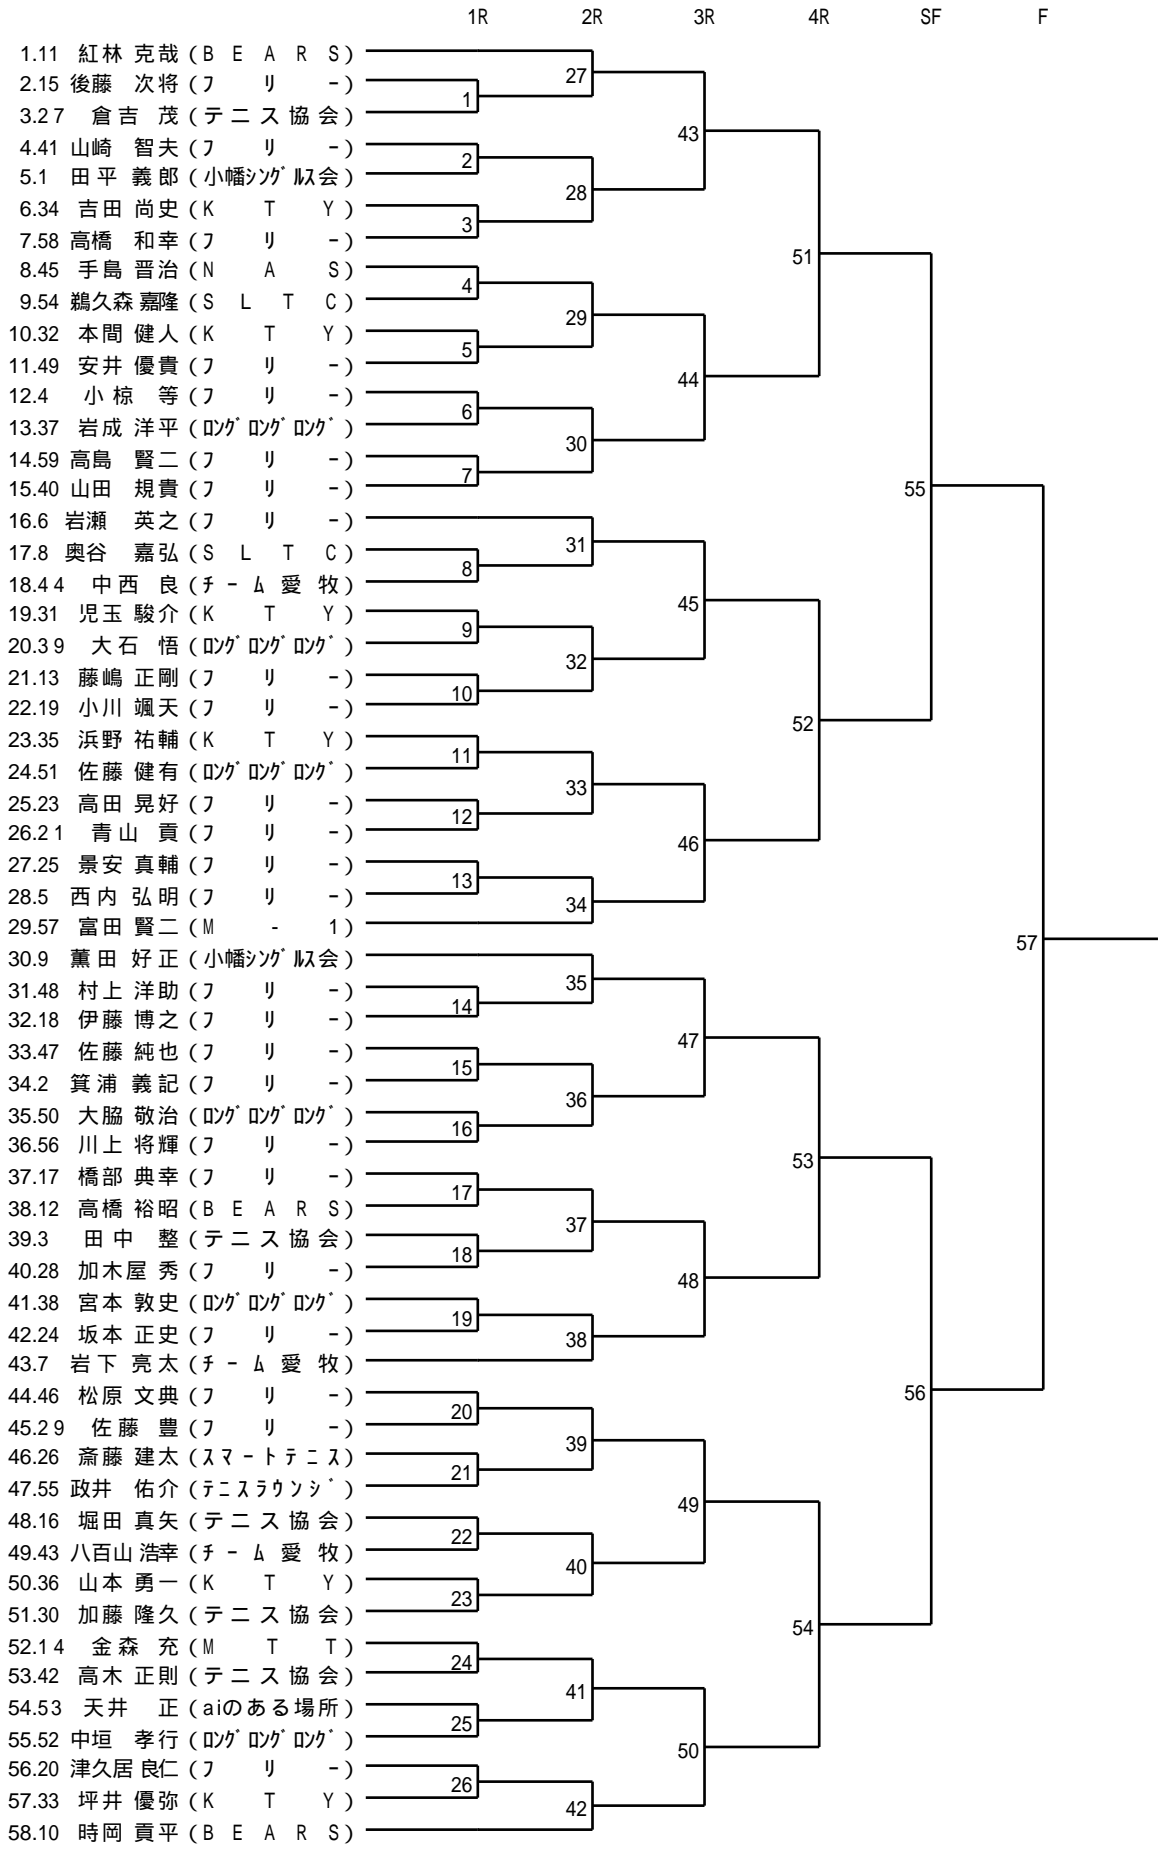 1R 2R 3R 4R SF F
1.11 紅林 克哉 (B E A R S)
2.15 後藤 次将 (フ リ -)
3.27 倉吉 茂 (テニス協会)
4.41 山崎 智夫 (フ リ -)
5.1 田平 義郎 (小幡ｼﾝｸﾞﾙｽ会)
6.34 吉田 尚史 (K T Y)
7.58 高橋 和幸 (フ リ -)
8.45 手島 晋治 (N A S)
9.54 鵜久森 嘉隆 (S L T C)
10.32 本間 健人 (K T Y)
11.49 安井 優貴 (フ リ -)
12.4 小椋 等 (フ リ -)
13.37 岩成 洋平 (ﾛﾝｸﾞﾛﾝｸﾞﾛﾝｸﾞ)
14.59 高島 賢二 (フ リ -)
15.40 山田 規貴 (フ リ -)
16.6 岩瀬 英之 (フ リ -)
17.8 奥谷 嘉弘 (S L T C)
18.44 中西 良 (チ-ム愛牧)
19.31 児玉 駿介 (K T Y)
20.39 大石 悟 (ﾛﾝｸﾞﾛﾝｸﾞﾛﾝｸﾞ)
21.13 藤嶋 正剛 (フ リ -)
22.19 小川 颯天 (フ リ -)
23.35 浜野 祐輔 (K T Y)
24.51 佐藤 健有 (ﾛﾝｸﾞﾛﾝｸﾞﾛﾝｸﾞ)
25.23 高田 晃好 (フ リ -)
26.21 青山 貢 (フ リ -)
27.25 景安 真輔 (フ リ -)
28.5 西内 弘明 (フ リ -)
29.57 富田 賢二 (M - 1)
30.9 薫田 好正 (小幡ｼﾝｸﾞﾙｽ会)
31.48 村上 洋助 (フ リ -)
32.18 伊藤 博之 (フ リ -)
33.47 佐藤 純也 (フ リ -)
34.2 箕浦 義記 (フ リ -)
35.50 大脇 敬治 (ﾛﾝｸﾞﾛﾝｸﾞﾛﾝｸﾞ)
36.56 川上 将輝 (フ リ -)
37.17 橋部 典幸 (フ リ -)
38.12 高橋 裕昭 (B E A R S)
39.3 田中 整 (テニス協会)
40.28 加木屋 秀 (フ リ -)
41.38 宮本 敦史 (ﾛﾝｸﾞﾛﾝｸﾞﾛﾝｸﾞ)
42.24 坂本 正史 (フ リ -)
43.7 岩下 亮太 (チ-ム愛牧)
44.46 松原 文典 (フ リ -)
45.29 佐藤 豊 (フ リ -)
46.26 斎藤 建太 (スマ-トテニス)
47.55 政井 佑介 (ﾃﾆｽﾗｳﾝｼﾞ)
48.16 堀田 真矢 (テニス協会)
49.43 八百山 浩幸 (チ-ム愛牧)
50.36 山本 勇一 (K T Y)
51.30 加藤 隆久 (テニス協会)
52.14 金森 充 (M T T)
53.42 高木 正則 (テニス協会)
54.53 天井 正 (aiのある場所)
55.52 中垣 孝行 (ﾛﾝｸﾞﾛﾝｸﾞﾛﾝｸﾞ)
56.20 津久居 良仁 (フ リ -)
57.33 坪井 優弥 (K T Y)
58.10 時岡 貢平 (B E A R S)
1
2
3
4
5
6
7
8
9
10
11
12
13
14
15
16
17
18
19
20
21
22
23
24
25
26
27
28
29
30
31
32
33
34
35
36
37
38
39
40
41
42
43
44
45
46
47
48
49
50
51
52
53
54
55
56
57